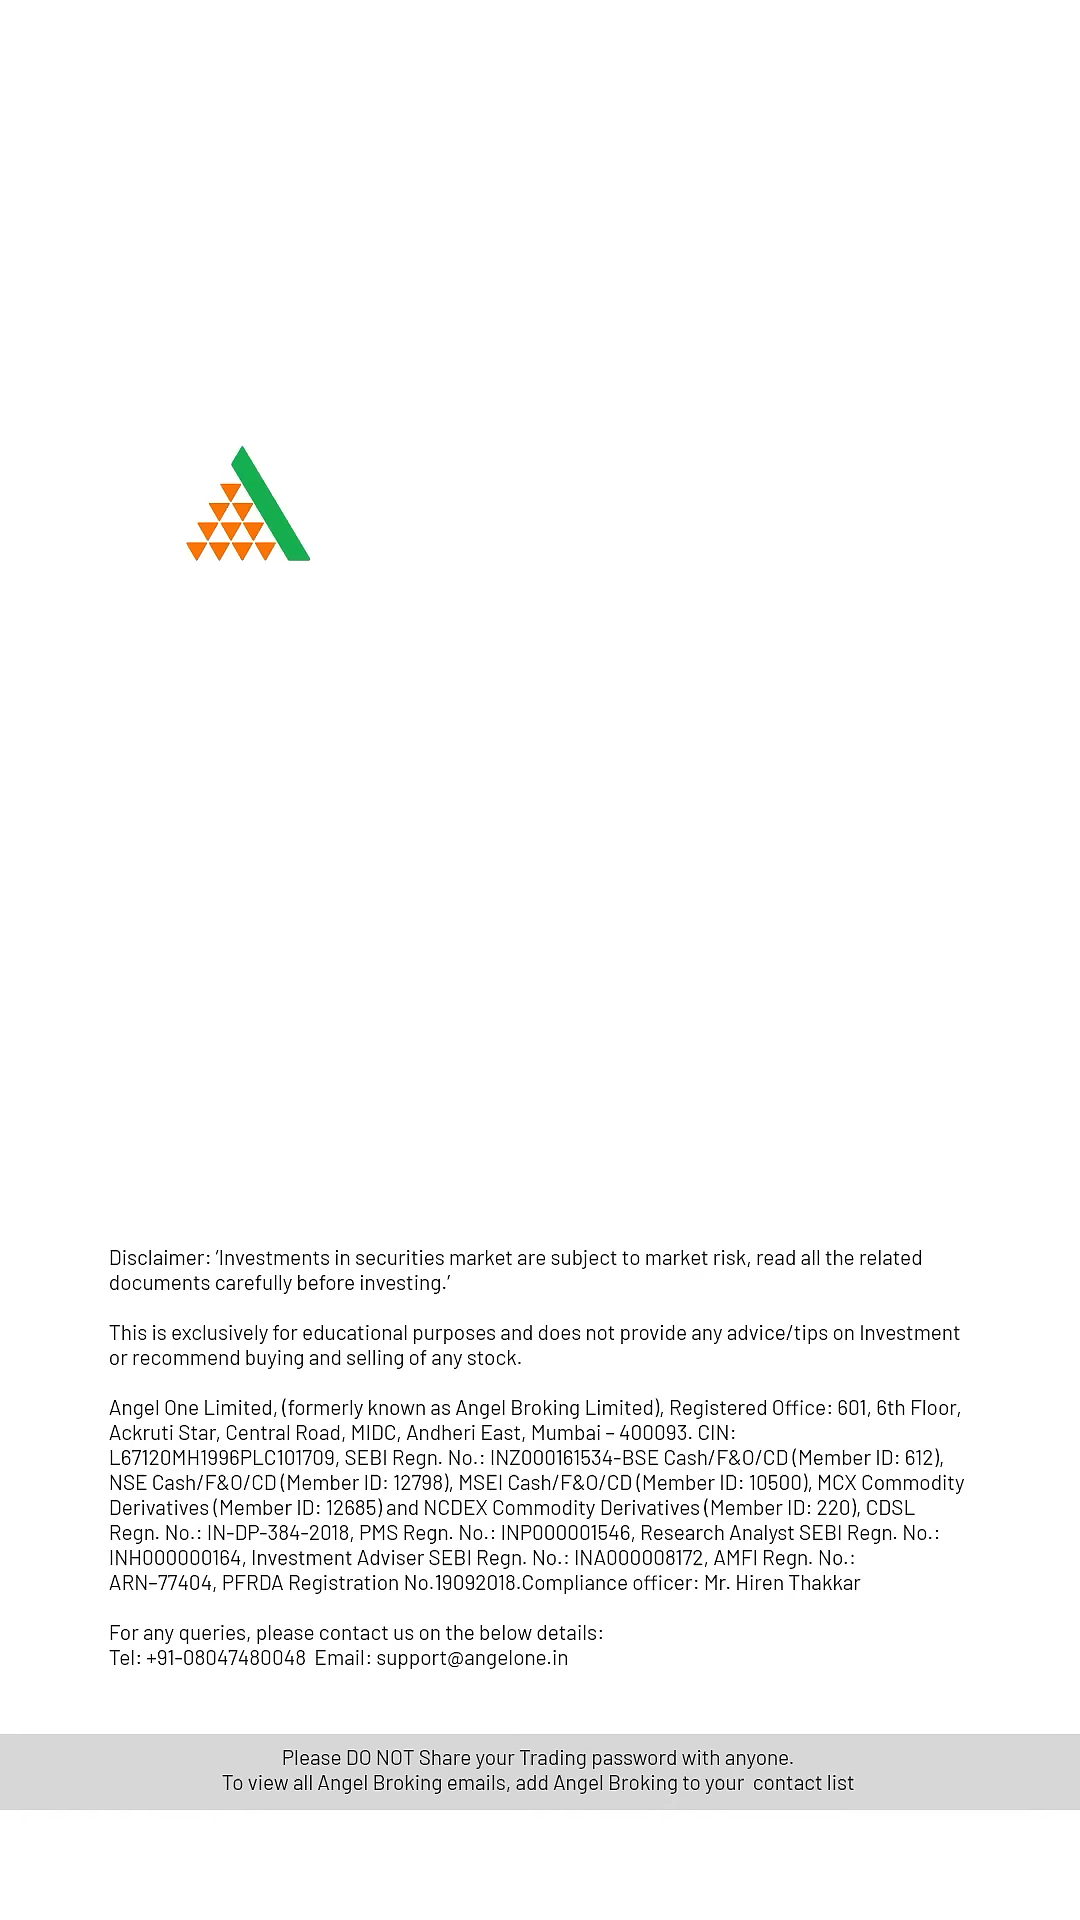 Disclaimer: ‘Investments in securities market are subject to market risk, read all the related
documents carefully before investing.’
This is exclusively for educational purposes and does not provide any advice/tips on Investment
or recommend buying and selling of any stock.
Angel One Limited, (formerly known as Angel Broking Limited), Registered Office: 601, 6th Floor,
Ackruti Star, Central Road, MIDC, Andheri East, Mumbai – 400093. CIN:
L67120MH1996PLC101709, SEBI Regn. No.: INZ000161534-BSE Cash/F&O/CD (Member ID: 612),
NSE Cash/F&O/CD (Member ID: 12798), MSEI Cash/F&O/CD (Member ID: 10500), MCX Commodity
Derivatives (Member ID: 12685) and NCDEX Commodity Derivatives (Member ID: 220), CDSL
Regn. No.: IN-DP-384-2018, PMS Regn. No.: INP000001546, Research Analyst SEBI Regn. No.:
INH000000164, Investment Adviser SEBI Regn. No.: INA000008172, AMFI Regn. No.:
ARN–77404, PFRDA Registration No.19092018.Compliance officer: Mr. Hiren Thakkar
For any queries, please contact us on the below details:
Tel: +91-08047480048  Email: support@angelone.in
Please DO NOT Share your Trading password with anyone.
To view all Angel Broking emails, add Angel Broking to your  contact list